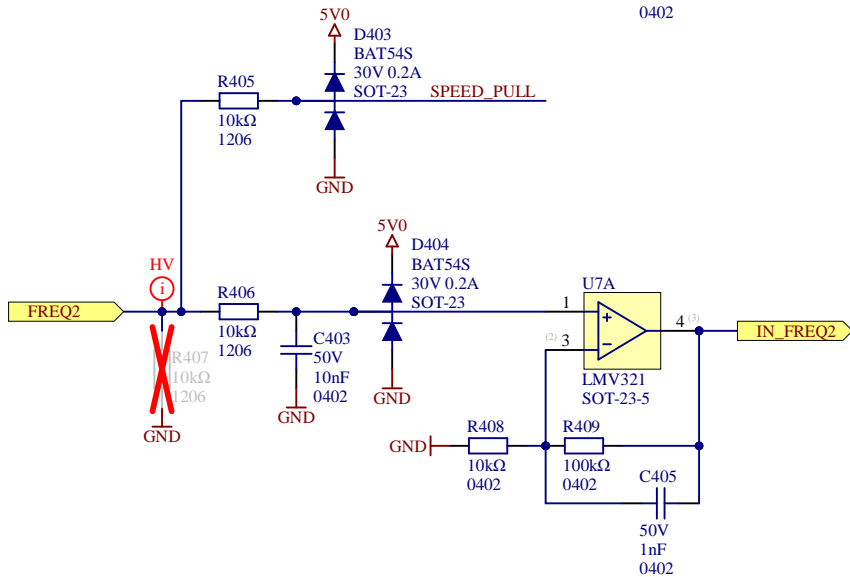 0402
5V0
D403
BAT54S
30V 0.2A
SOT-23
SPEED_PULL
R405
10kΩ
1206
GND
5V0
D404
BAT54S
30V 0.2A
SOT-23
HV
i
FREQ2
R406
10kΩ
1206
C403
50V
10nF
0402
GND
GND
R407
10kΩ
1206
GND
U7A
1
+
(2) 3
−
4 (3)
IN_FREQ2
LMV321
SOT-23-5
GND
R408
10kΩ
0402
R409
100kΩ
0402
C405
50V
1nF
0402